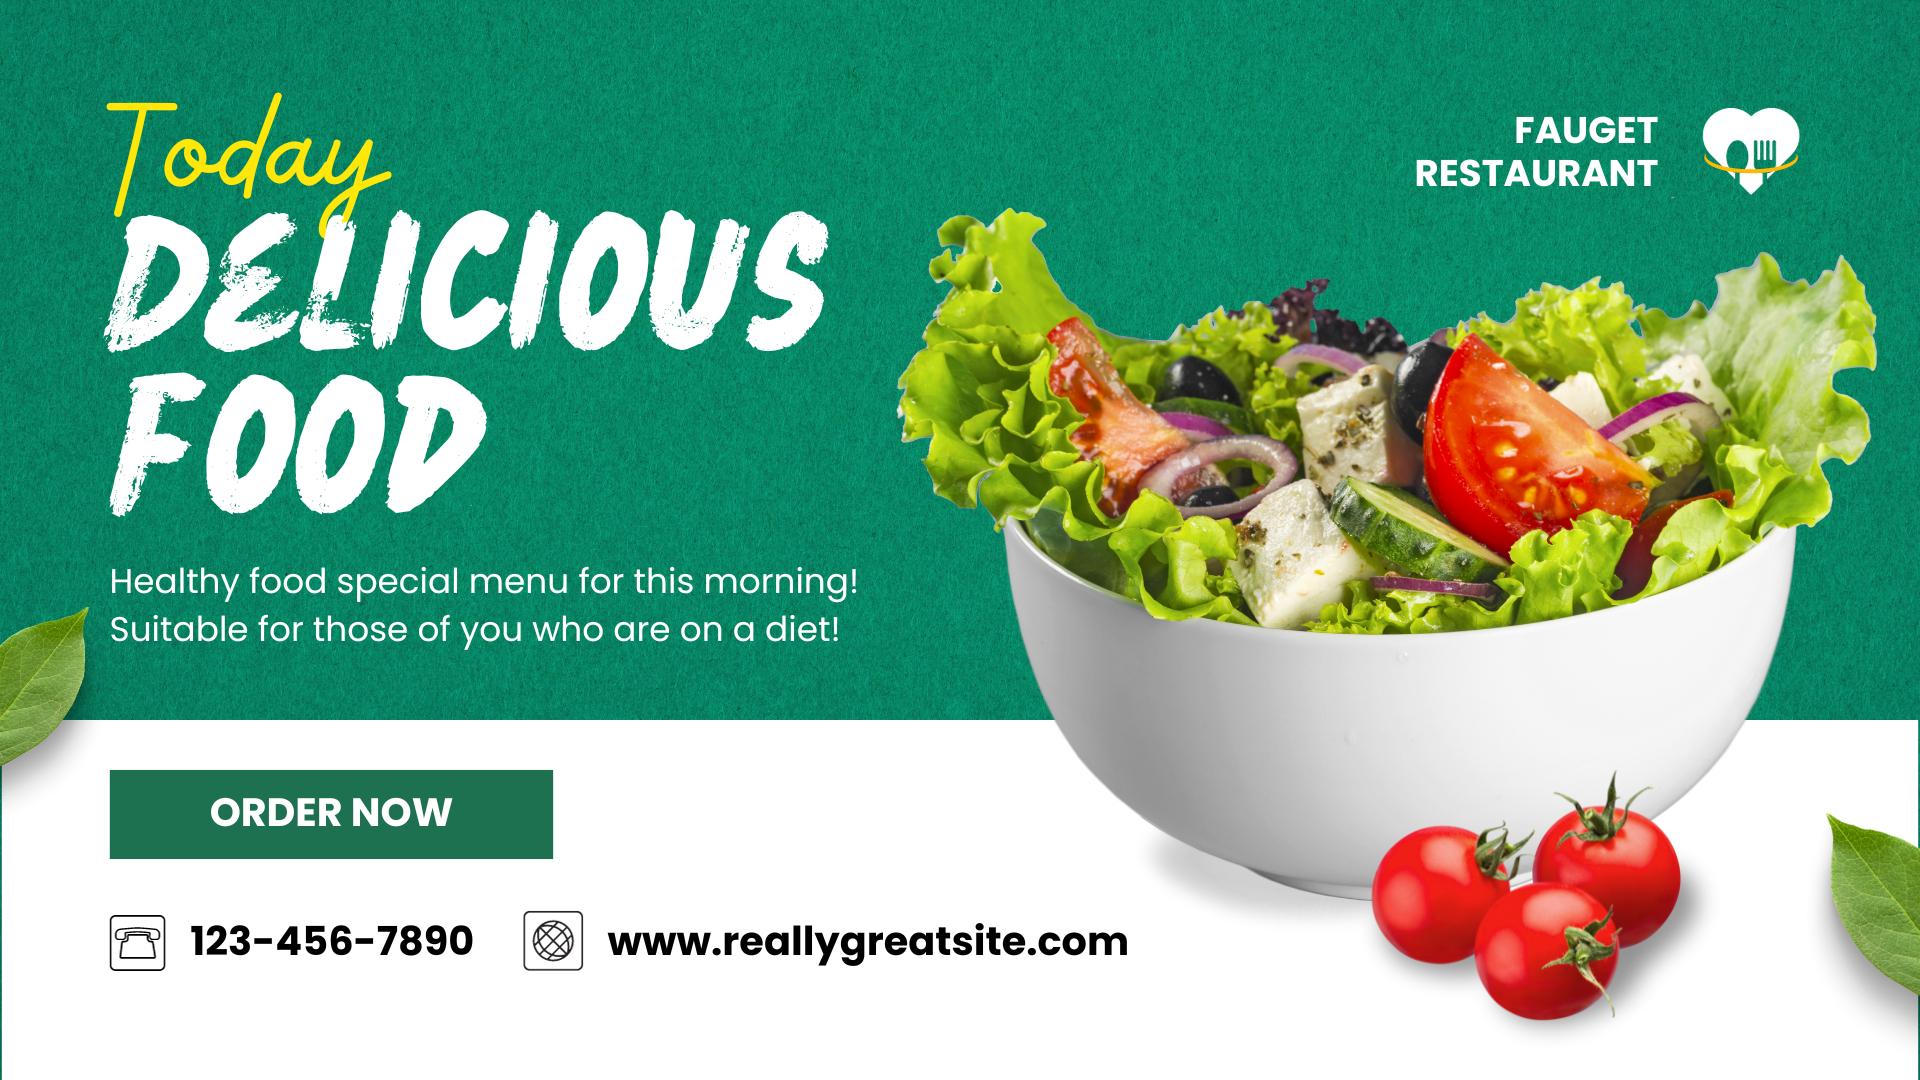 Today
DELICIOUS
FOOD
FAUGET
RESTAURANT
Healthy food special menu for this morning!
Suitable for those of you who are on a diet!
ORDER NOW
123-456-7890
www.reallygreatsite.com